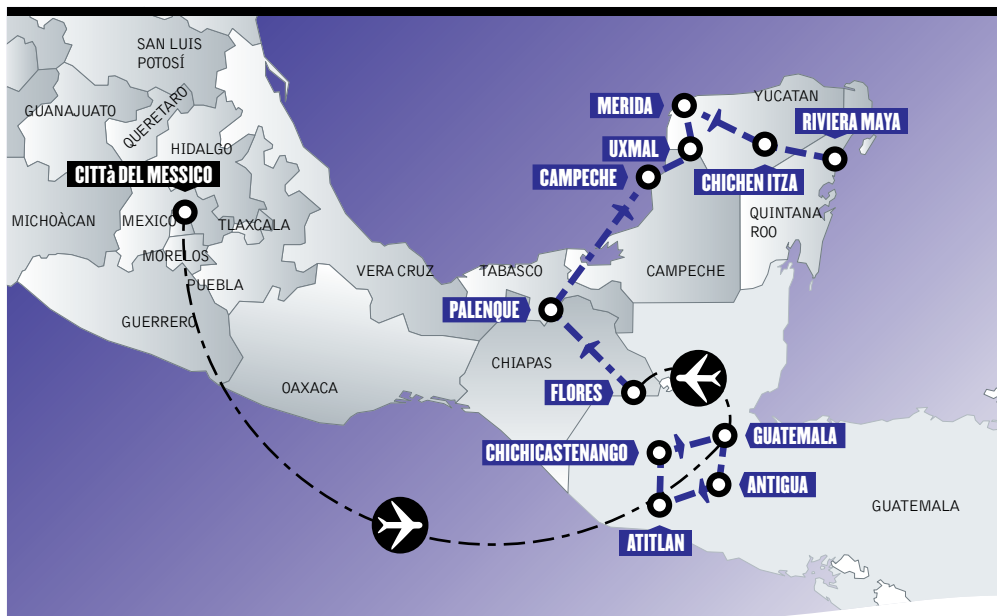 SAN LUIS
POTOSÍ
GUANAJUATO
QUERETARO
HIDALGO
CITTà DEL MESSICO
MICHOÀCAN
MEXICO
TLAXCALA
MORELOS
PUEBLA
GUERRERO
VERA CRUZ
TABASCO
OAXACA
CHIAPAS
CAMPECHE
YUCATAN
QUINTANA
ROO
MERIDA
UXMAL
CAMPECHE
CHICHEN ITZA
RIVIERA MAYA
PALENQUE
FLORES
CHICHICASTENANGO
GUATEMALA
ANTIGUA
ATITLAN
GUATEMALA